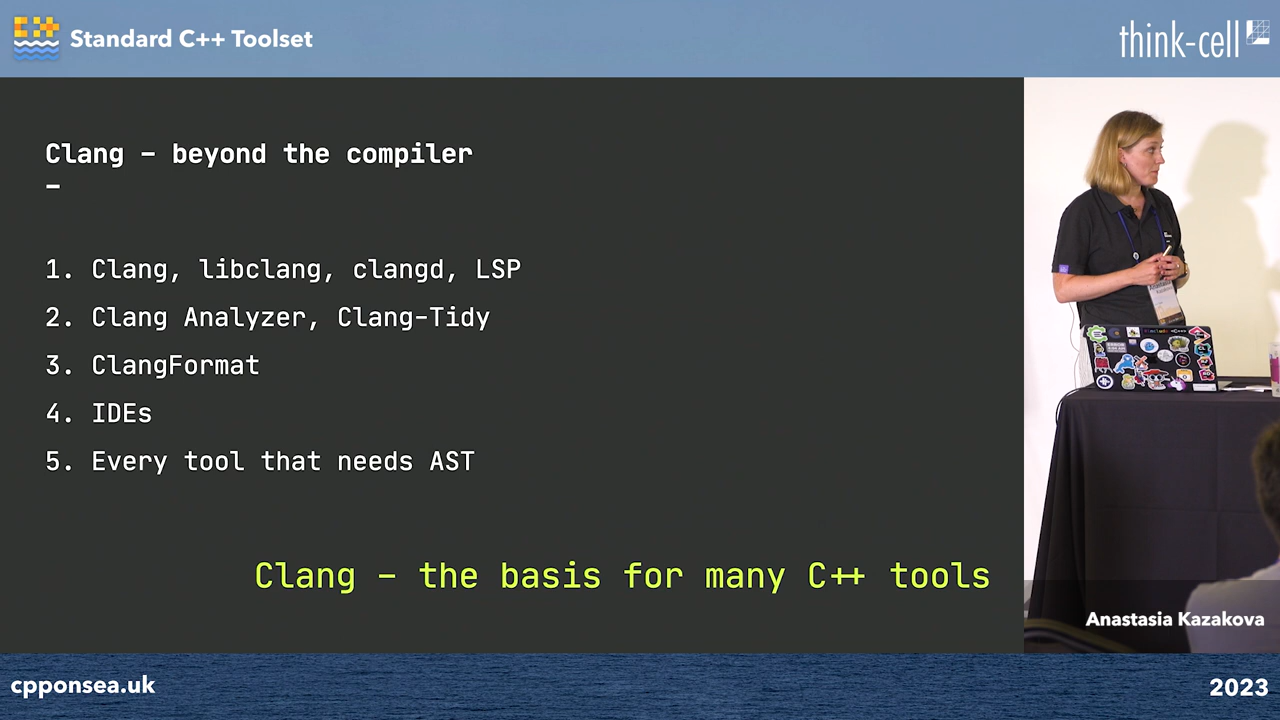 Standard C++ Toolset
think-cell
Clang – beyond the compiler
–
1. Clang, libclang, clangd, LSP
2. Clang Analyzer, Clang-Tidy
3. ClangFormat
4. IDEs
5. Every tool that needs AST
Clang – the basis for many C++ tools
Anastasia
Anastasia Kazakova
cpponsea.uk
2023